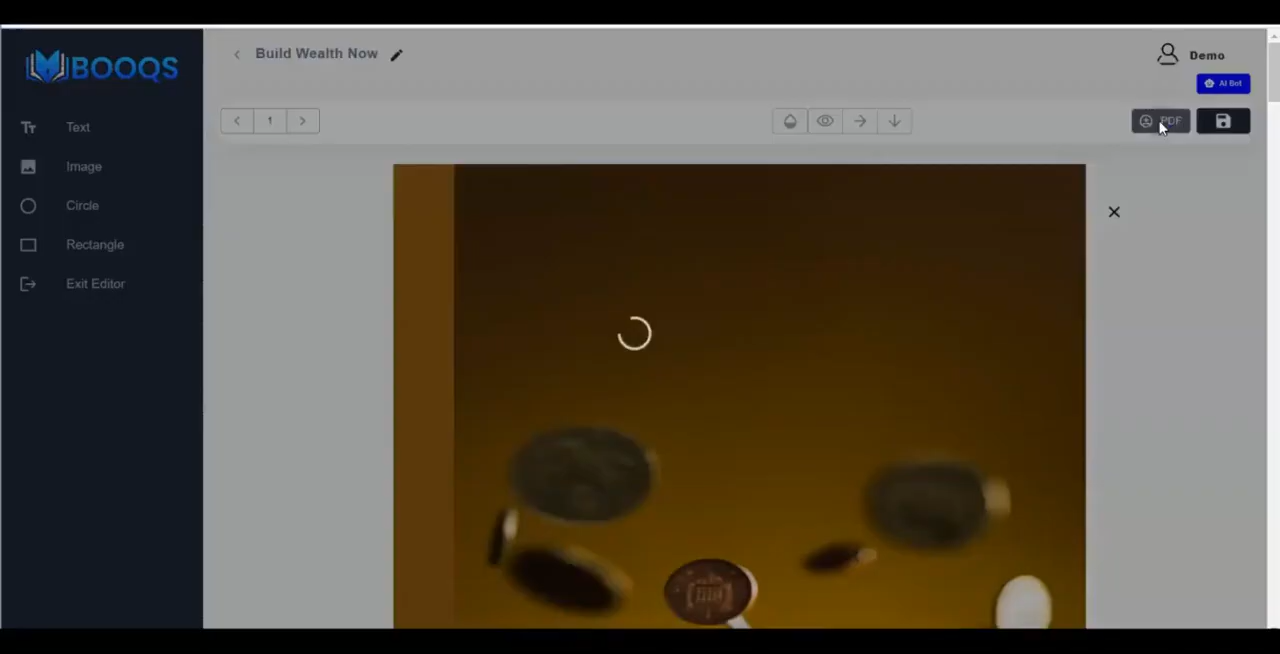 BOOQS
Build Wealth Now
Demo
AI Bot
1
PDF
Text
Image
Circle
Rectangle
Exit Editor